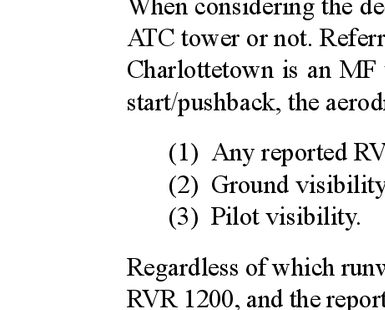 When considering the de
ATC tower or not. Referr
Charlottetown is an MF
start/pushback, the aerod
(1) Any reported RV
(2) Ground visibility
(3) Pilot visibility.
Regardless of which runw
RVR 1200, and the report